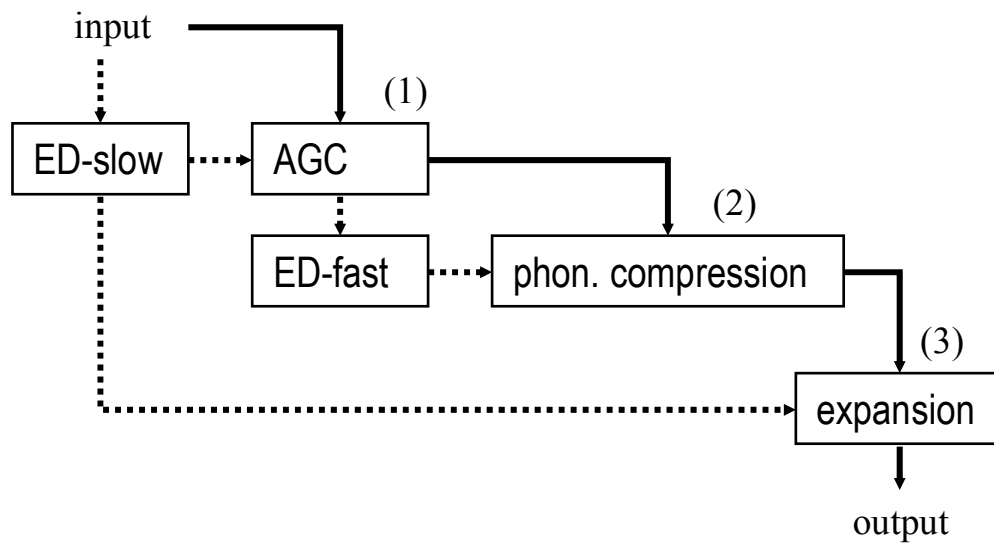 input
(1)
ED-slow
AGC
(2)
ED-fast
phon. compression
(3)
expansion
output